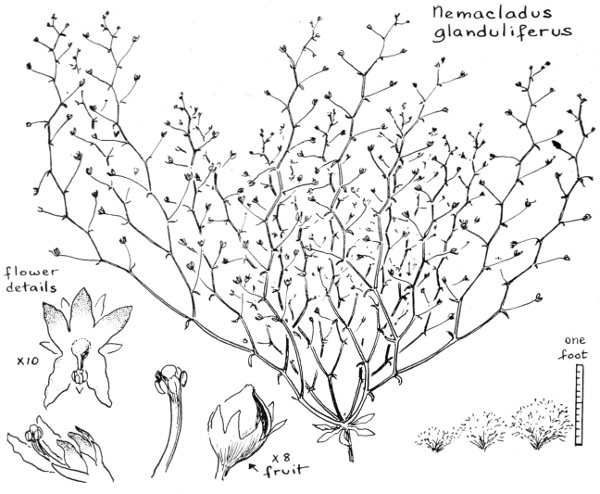 Nemacladus
glanduliferus
flower
details
x10
one
foot
x8
fruit